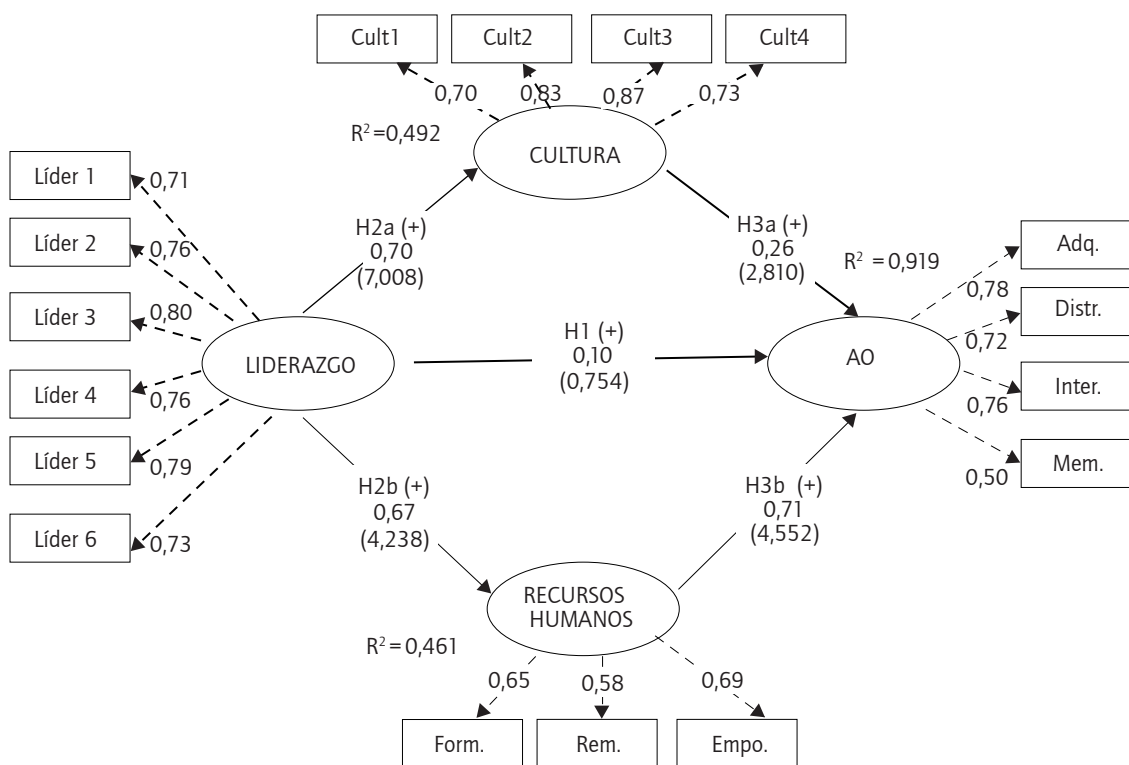 Cult1
Cult2
Cult3
Cult4
0,70
0,83
0,87
0,73
R² =0,492
CULTURA
Líder 1
0,71
Líder 2
0,76
Líder 3
0,80
Líder 4
0,76
Líder 5
0,79
Líder 6
0,73
LIDERAZGO
H2a (+)
0,70
(7,008)
H3a (+)
0,26
(2,810)
H1 (+)
0,10
(0,754)
R² =0,919
AO
Adq.
0,78
Distr.
0,72
Inter.
0,76
Mem.
0,50
H2b (+)
0,67
(4,238)
H3b (+)
0,71
(4,552)
RECURSOS
HUMANOS
R² =0,461
0,65
0,58
0,69
Form.
Rem.
Empo.